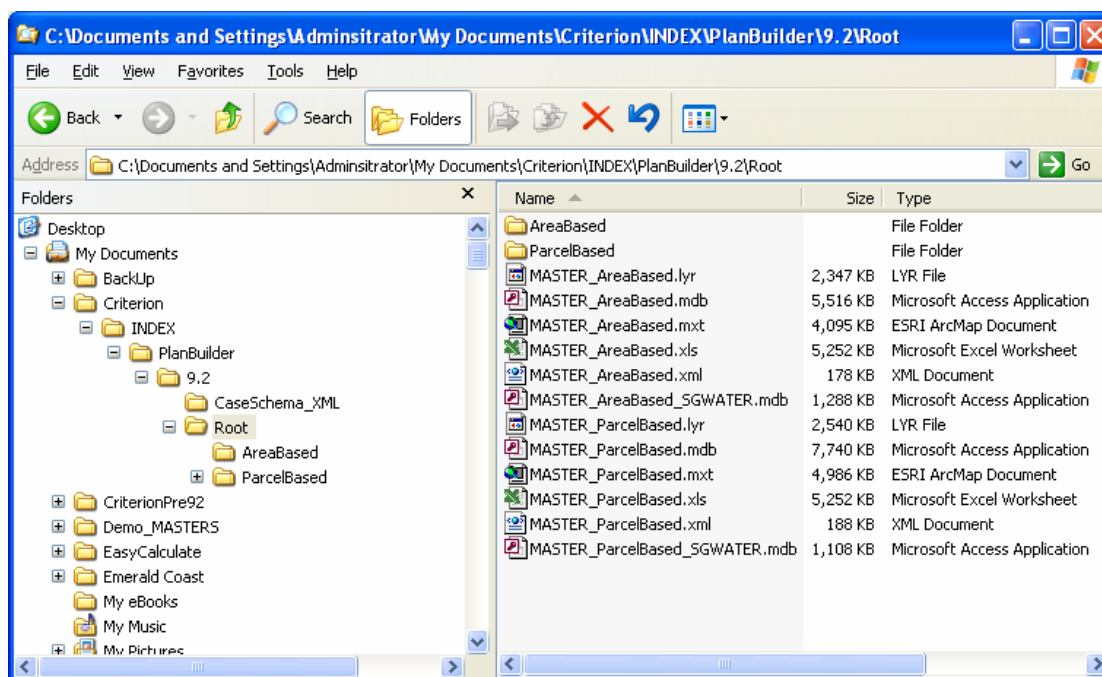 C:\Documents and Settings\Adminsitrator\My Documents\Criterion\INDEX\PlanBuilder\9.2\Root
File Edit View Favorites Tools Help
Back Search Folders
Address C:\Documents and Settings\Adminsitrator\My Documents\Criterion\INDEX\PlanBuilder\9.2\Root Go
Folders
Desktop
My Documents
BackUp
Criterion
INDEX
PlanBuilder
9.2
CaseSchema_XML
Root
AreaBased
ParcelBased
CriterionPre92
Demo_MASTERS
EasyCalculate
Emerald Coast
My eBooks
My Music
My Pictures
Name Size Type
AreaBased File Folder
ParcelBased File Folder
MASTER_AreaBased.lyr 2,347 KB LYR File
MASTER_AreaBased.mdb 5,516 KB Microsoft Access Application
MASTER_AreaBased.mxt 4,095 KB ESRI ArcMap Document
MASTER_AreaBased.xls 5,252 KB Microsoft Excel Worksheet
MASTER_AreaBased.xml 178 KB XML Document
MASTER_AreaBased_SGWATER.mdb 1,288 KB Microsoft Access Application
MASTER_ParcelBased.lyr 2,540 KB LYR File
MASTER_ParcelBased.mdb 7,740 KB Microsoft Access Application
MASTER_ParcelBased.mxt 4,986 KB ESRI ArcMap Document
MASTER_ParcelBased.xls 5,252 KB Microsoft Excel Worksheet
MASTER_ParcelBased.xml 188 KB XML Document
MASTER_ParcelBased_SGWATER.mdb 1,108 KB Microsoft Access Application